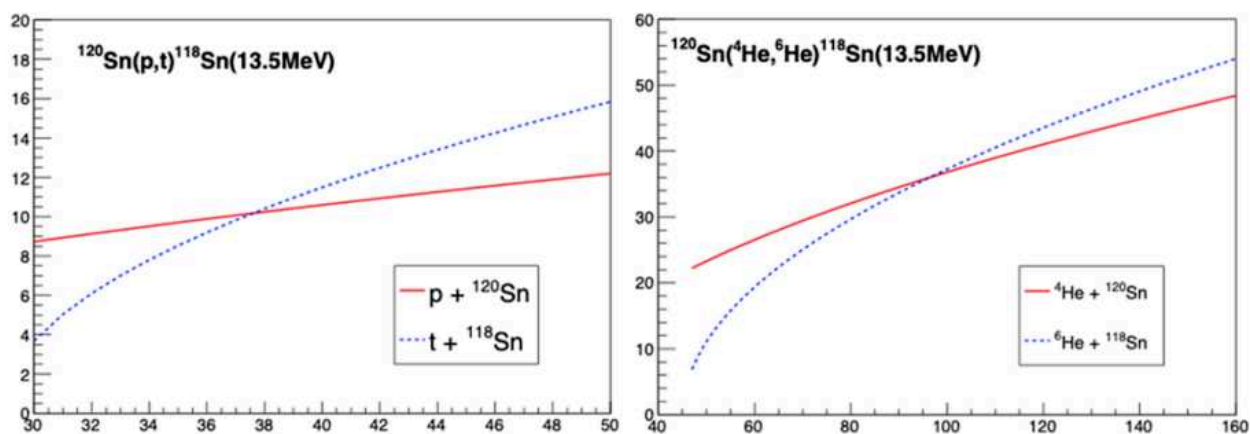 ¹²⁰Sn(p,t)¹¹⁸Sn(13.5MeV)
20
18
16
14
12
10
8
6
4
2
0
30 32 34 36 38 40 42 44 46 48 50
p + ¹²⁰Sn
t + ¹¹⁸Sn
¹²⁰Sn(⁴He,⁶He)¹¹⁸Sn(13.5MeV)
60
50
40
30
20
10
0
40 60 80 100 120 140 160
⁴He + ¹²⁰Sn
⁶He + ¹¹⁸Sn